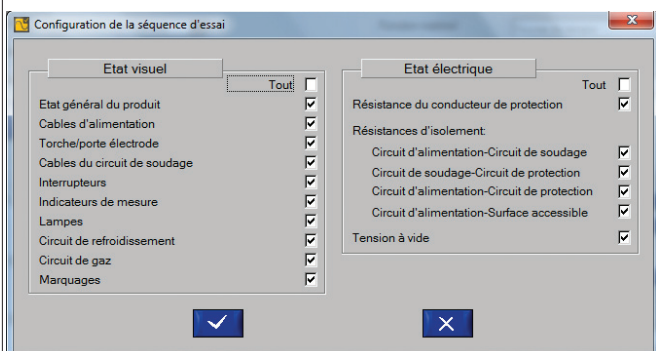 Configuration de la séquence d'essai
Etat visuel
Tout
Etat général du produit
Cables d'alimentation
Torche/porte électrode
Cables du circuit de soudage
Interrupteurs
Indicateurs de mesure
Lampes
Circuit de refroidissement
Circuit de gaz
Marquages
Etat électrique
Tout
Résistance du conducteur de protection
Résistances d'isolement:
Circuit d'alimentation-Circuit de soudage
Circuit de soudage-Circuit de protection
Circuit d'alimentation-Circuit de protection
Circuit d'alimentation-Surface accessible
Tension à vide